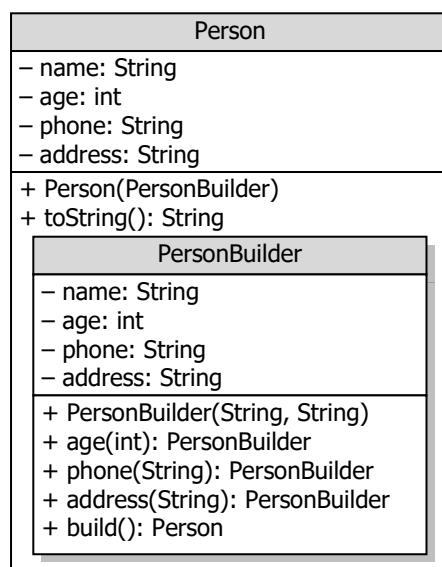 Person
– name: String
– age: int
– phone: String
– address: String
+ Person(PersonBuilder)
+ toString(): String
PersonBuilder
– name: String
– age: int
– phone: String
– address: String
+ PersonBuilder(String, String)
+ age(int): PersonBuilder
+ phone(String): PersonBuilder
+ address(String): PersonBuilder
+ build(): Person